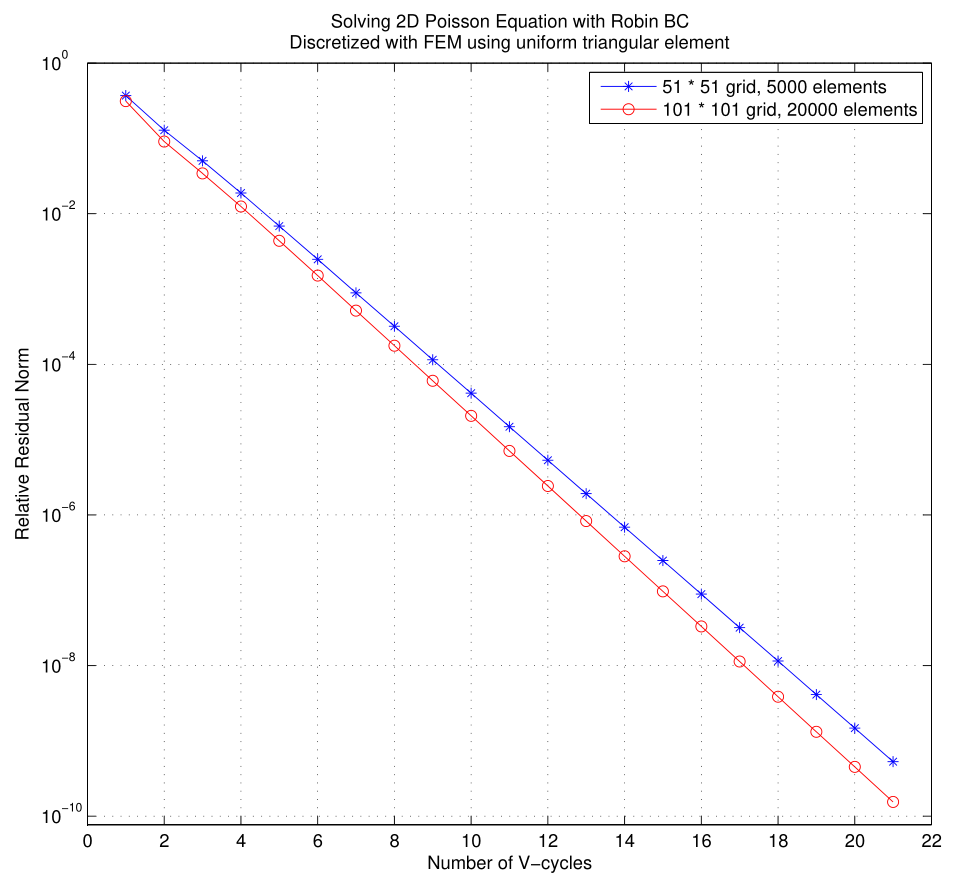 Solving 2D Poisson Equation with Robin BC
Discretized with FEM using uniform triangular element
51 * 51 grid, 5000 elements
101 * 101 grid, 20000 elements
Relative Residual Norm
10^0
10^−2
10^−4
10^−6
10^−8
10^−10
0 2 4 6 8 10 12 14 16 18 20 22
Number of V−cycles